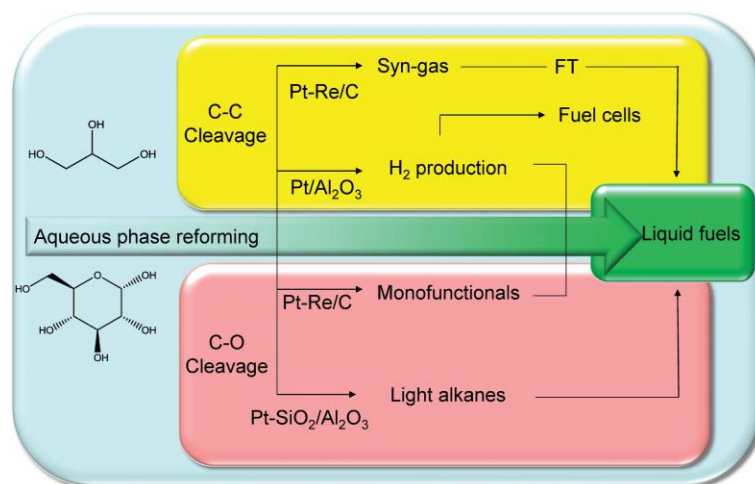 Syn-gas
FT
Pt-Re/C
C-C
Cleavage
Fuel cells
Pt/Al₂O₃
H₂ production
OH
HO
OH
Aqueous phase reforming
Liquid fuels
HO
O
OH
HO
OH
OH
Pt-Re/C
Monofunctionals
C-O
Cleavage
Light alkanes
Pt-SiO₂/Al₂O₃